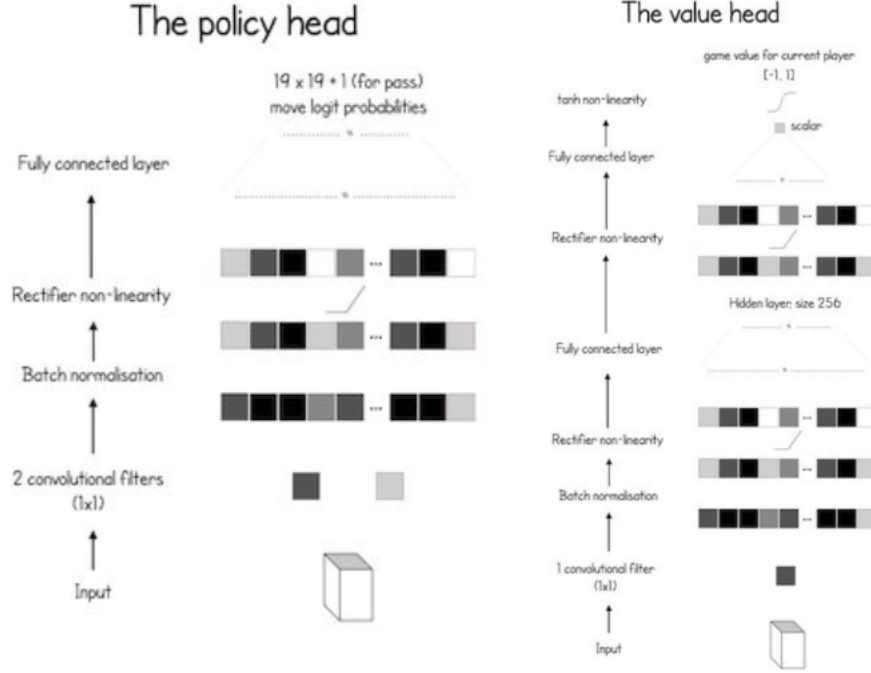 The policy head
19 x 19 + 1 (for pass)
move logit probabilities
Fully connected layer
Rectifier non-linearity
Batch normalisation
2 convolutional filters
(1x1)
Input
The value head
game value for current player
[-1, 1]
tanh non-linearity
scalar
Fully connected layer
Rectifier non-linearity
Hidden layer; size 256
Fully connected layer
Rectifier non-linearity
Batch normalisation
1 convolutional filter
(1x1)
Input